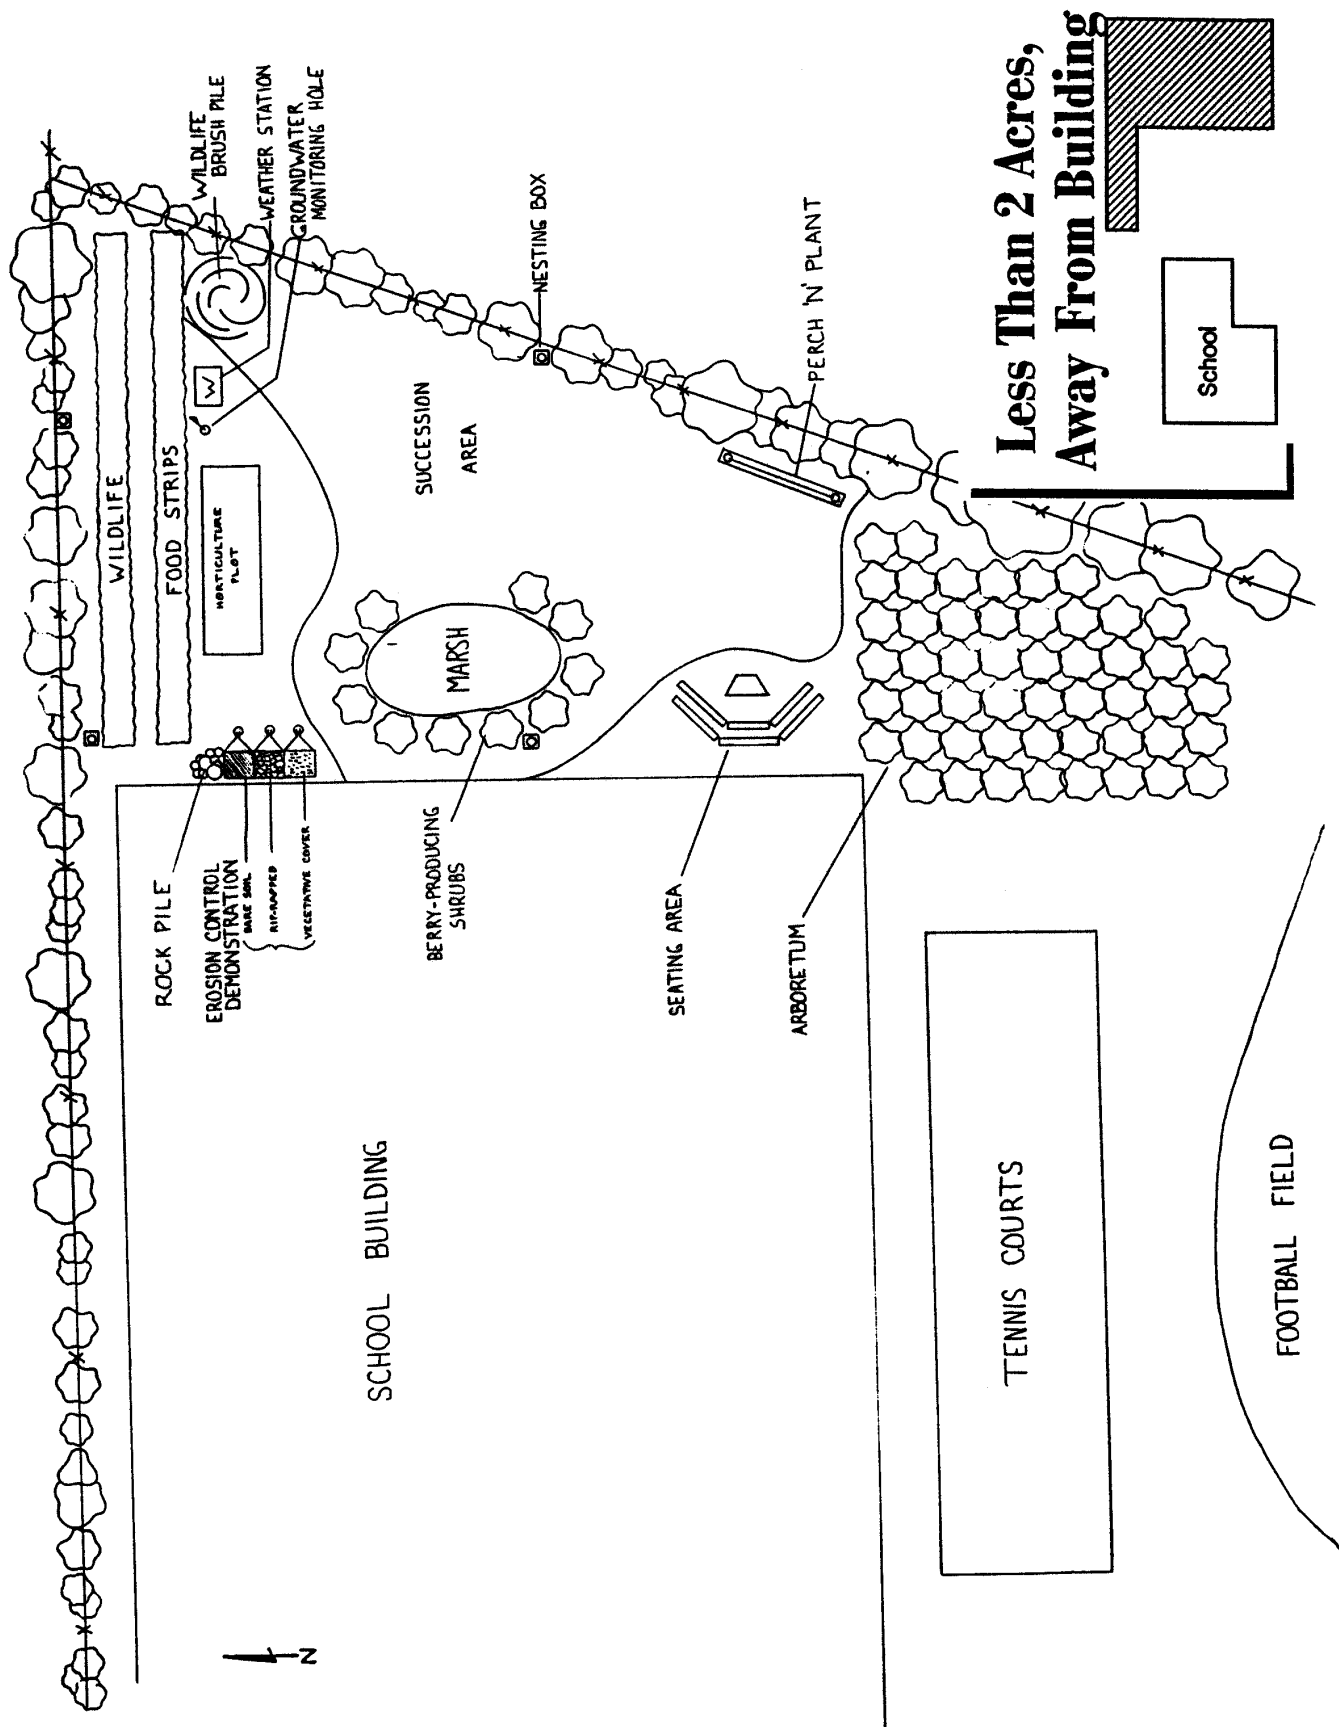 Less Than 2 Acres,
Away From Building
School
WILDLIFE
BRUSH PILE
WEATHER STATION
GROUNDWATER
MONITORING HOLE
NESTING BOX
PERCH 'N' PLANT
WILDLIFE
FOOD STRIPS
W
HORTICULTURE
PLOT
SUCCESSION
AREA
MARSH
ROCK PILE
EROSION CONTROL
DEMONSTRATION
BARE SOIL
RIP-RAPPED
VEGETATIVE COVER
BERRY-PRODUCING
SHRUBS
SEATING AREA
ARBORETUM
SCHOOL BUILDING
TENNIS COURTS
FOOTBALL FIELD
N